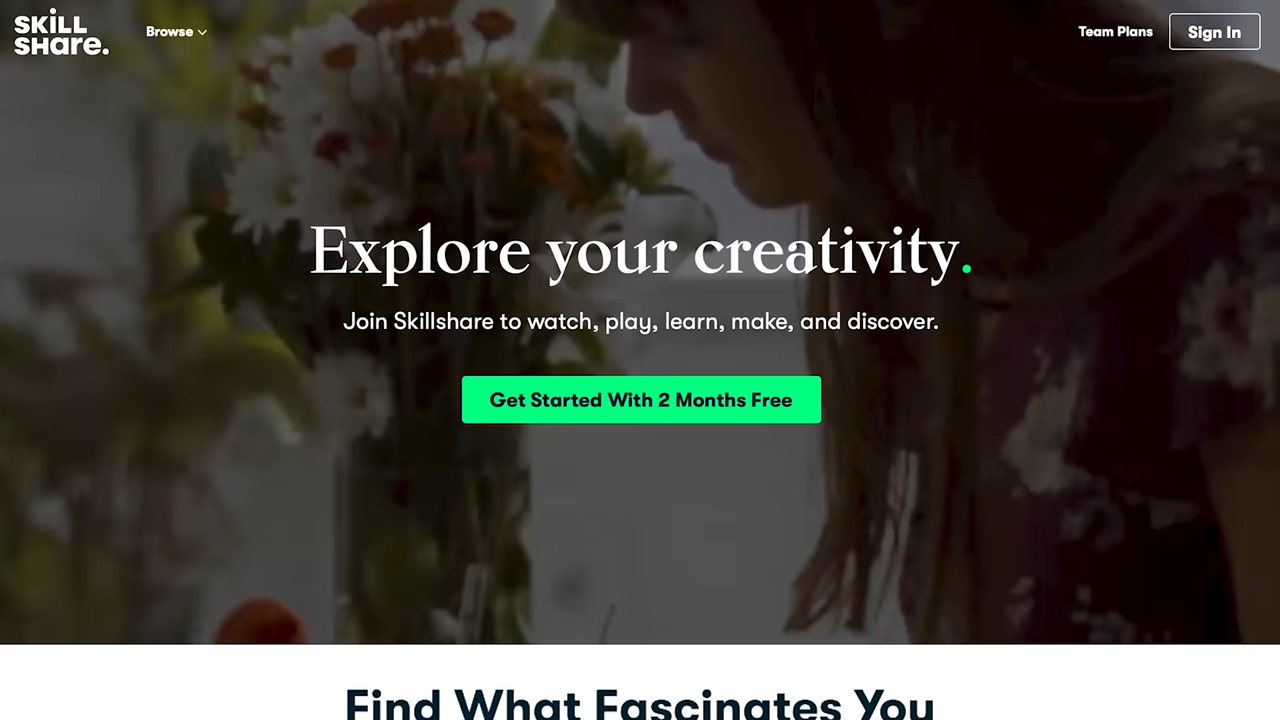 SKiLL
SHare.
Browse
Team Plans
Sign In
Explore your creativity.
Join Skillshare to watch, play, learn, make, and discover.
Get Started With 2 Months Free
Find What Fascinates You